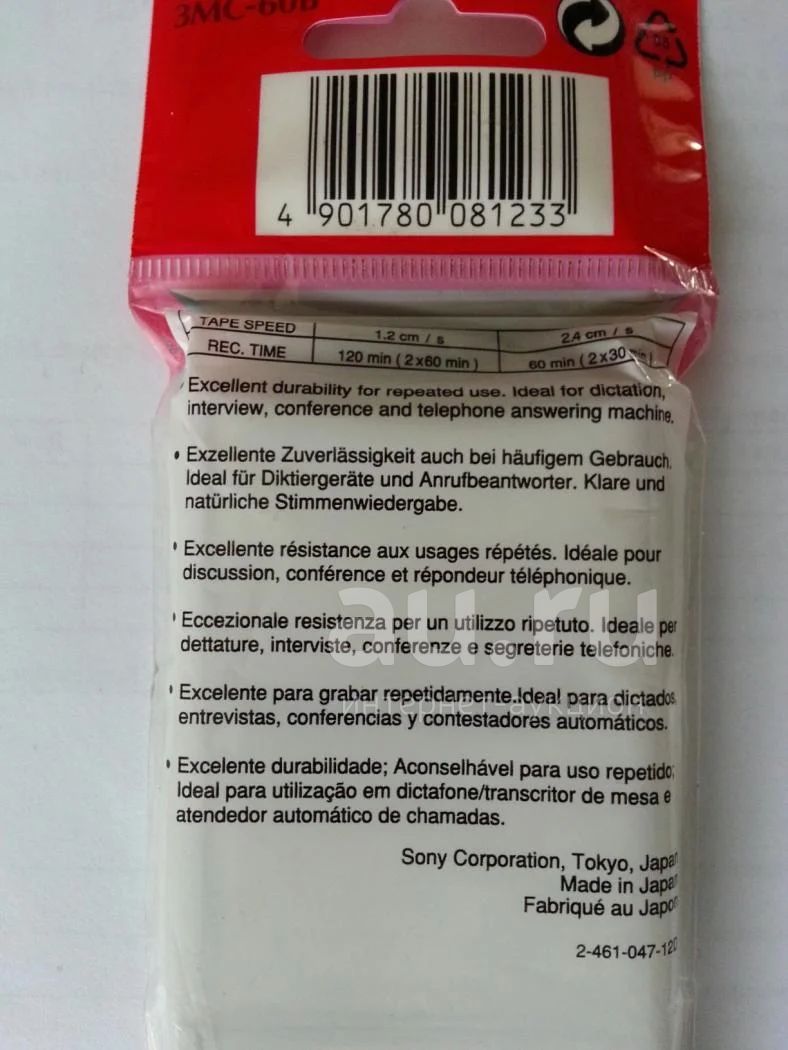 3MC-60B
4 901780 081233
TAPE SPEED 1.2 cm / s 2.4 cm / s
REC. TIME 120 min ( 2x60 min ) 60 min ( 2x30 min )
Excellent durability for repeated use. Ideal for dictation,
interview, conference and telephone answering machine.
• Exzellente Zuverlässigkeit auch bei häufigem Gebrauch.
Ideal für Diktiergeräte und Anrufbeantworter. Klare und
natürliche Stimmenwiedergabe.
• Excellente résistance aux usages répétés. Idéale pour
discussion, conférence et répondeur téléphonique.
• Eccezionale resistenza per un utilizzo ripetuto. Ideale per
dettature, interviste, conferenze e segreterie telefoniche.
• Excelente para grabar repetidamente.Ideal para dictados,
entrevistas, conferencias y contestadores automáticos.
• Excelente durabilidade; Aconselhável para uso repetido;
Ideal para utilização em dictafone/transcritor de mesa e
atendedor automático de chamadas.
Sony Corporation, Tokyo, Japan
Made in Japan
Fabriqué au Japon
2-461-047-12
au.ru
интернет-аукцион